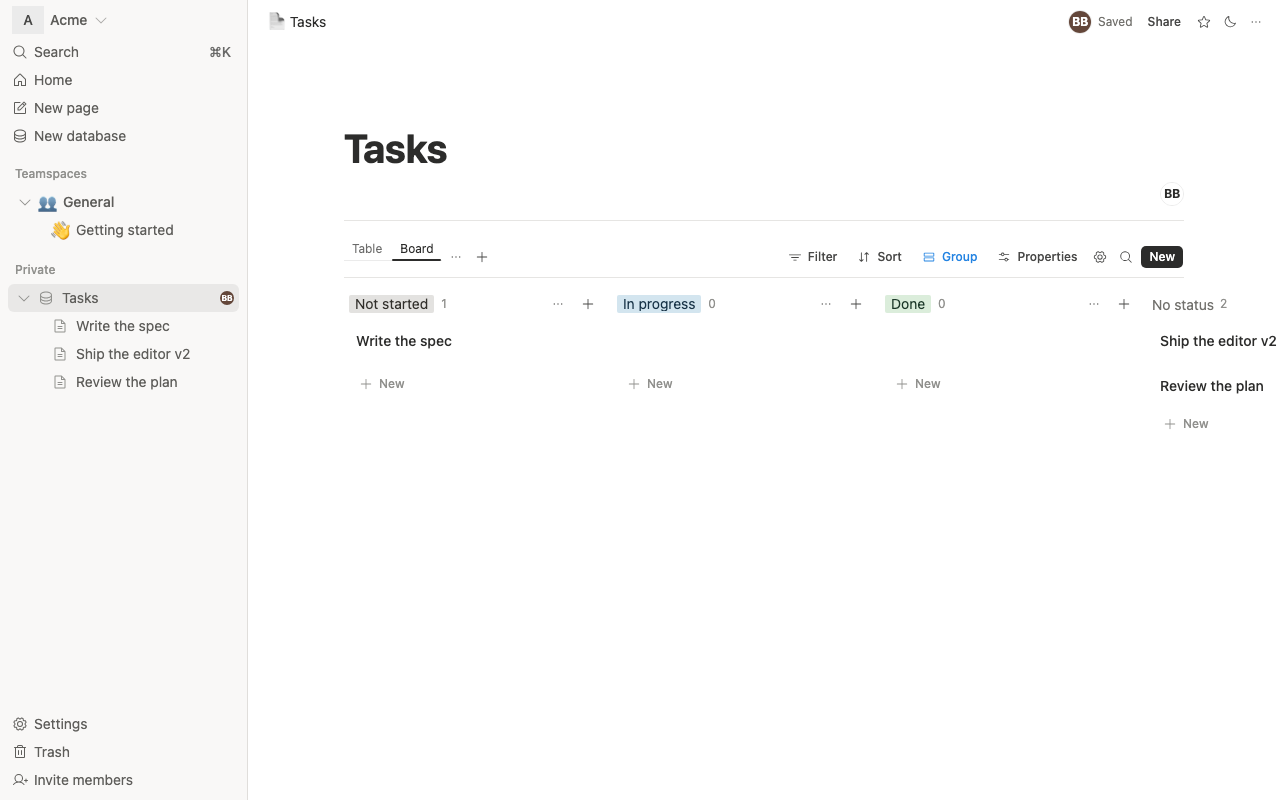 A Acme
Search ⌘K
Home
New page
New database
Teamspaces
General
Getting started
Private
Tasks BB
Write the spec
Ship the editor v2
Review the plan
Settings
Trash
Invite members
Tasks
BB Saved Share
Tasks
BB
Table Board
Filter Sort Group Properties New
Not started 1
In progress 0
Done 0
No status 2
Write the spec
Ship the editor v2
Review the plan
New
New
New
New